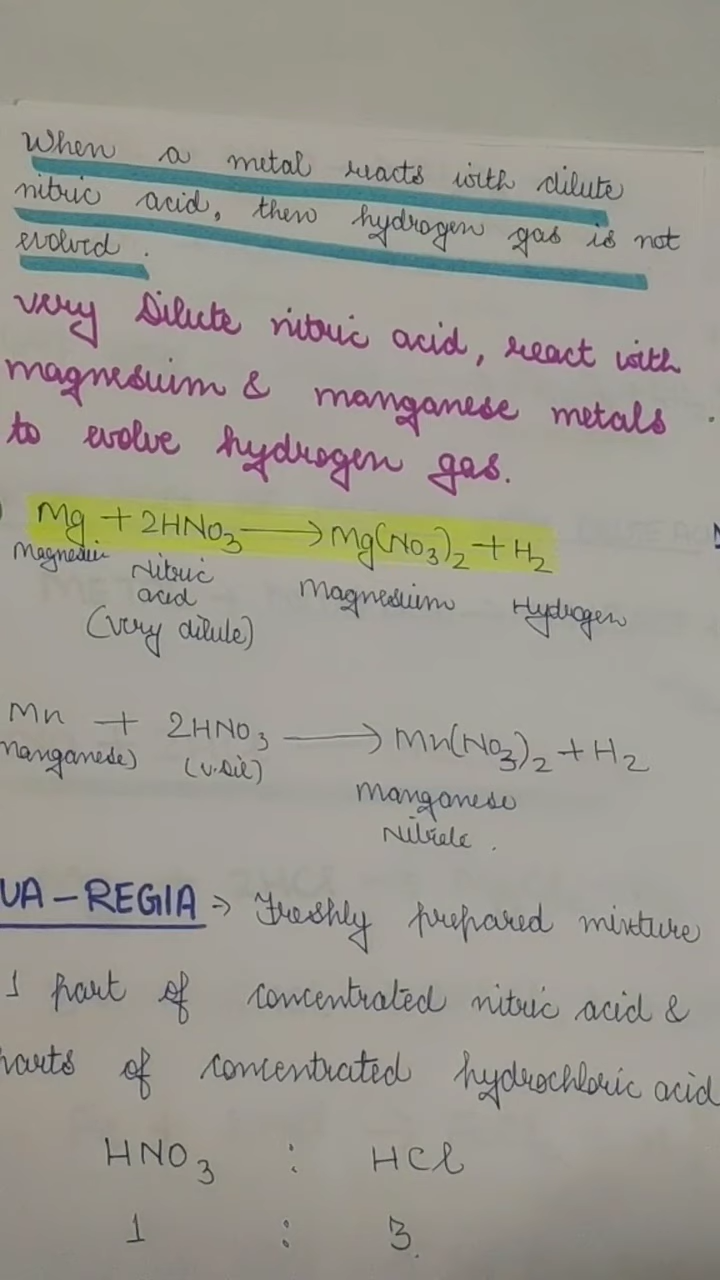 When a metal reacts with dilute
nitric acid, then hydrogen gas is not
evolved.
very Dilute nitric acid, react with
magnesium & manganese metals
to evolve hydrogen gas.
Mg + 2HNO₃ ⟶ Mg(NO₃)₂ + H₂
Nitric Magnesium Hydrogen
acid
(very dilute)
Mn + 2HNO₃ ⟶ Mn(NO₃)₂ + H₂
manganese) (v.dil)
Manganese
UA-REGIA ⇒ Freshly prepared mixture
1 part of concentrated nitric acid &
parts of concentrated hydrochloric acid
HNO₃ : HCl
1 : 3.